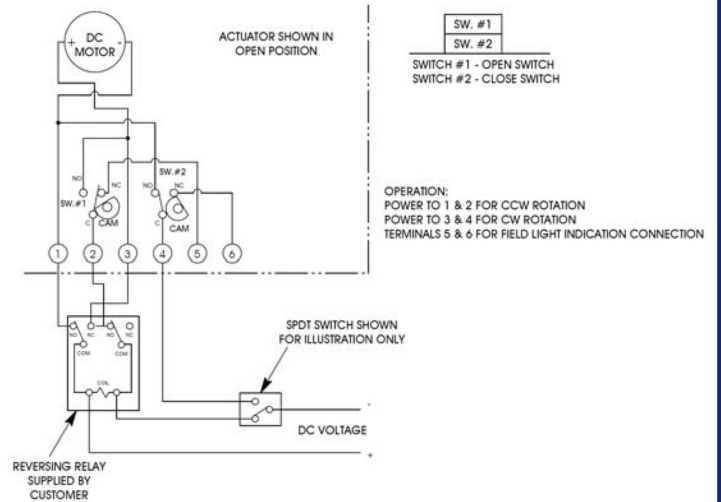 DC
MOTOR
+
-
ACTUATOR SHOWN IN
OPEN POSITION
SW. #1
SW. #2
SWITCH #1 - OPEN SWITCH
SWITCH #2 - CLOSE SWITCH
NO
NC
SW.#1
C
CAM
SW.#2
NO
NC
C
CAM
OPERATION:
POWER TO 1 & 2 FOR CCW ROTATION
POWER TO 3 & 4 FOR CW ROTATION
TERMINALS 5 & 6 FOR FIELD LIGHT INDICATION CONNECTION
1
2
3
4
5
6
NO
NC
NO
NC
COM
COM
COIL
SPDT SWITCH SHOWN
FOR ILLUSTRATION ONLY
-
DC VOLTAGE
+
REVERSING RELAY
SUPPLIED BY
CUSTOMER